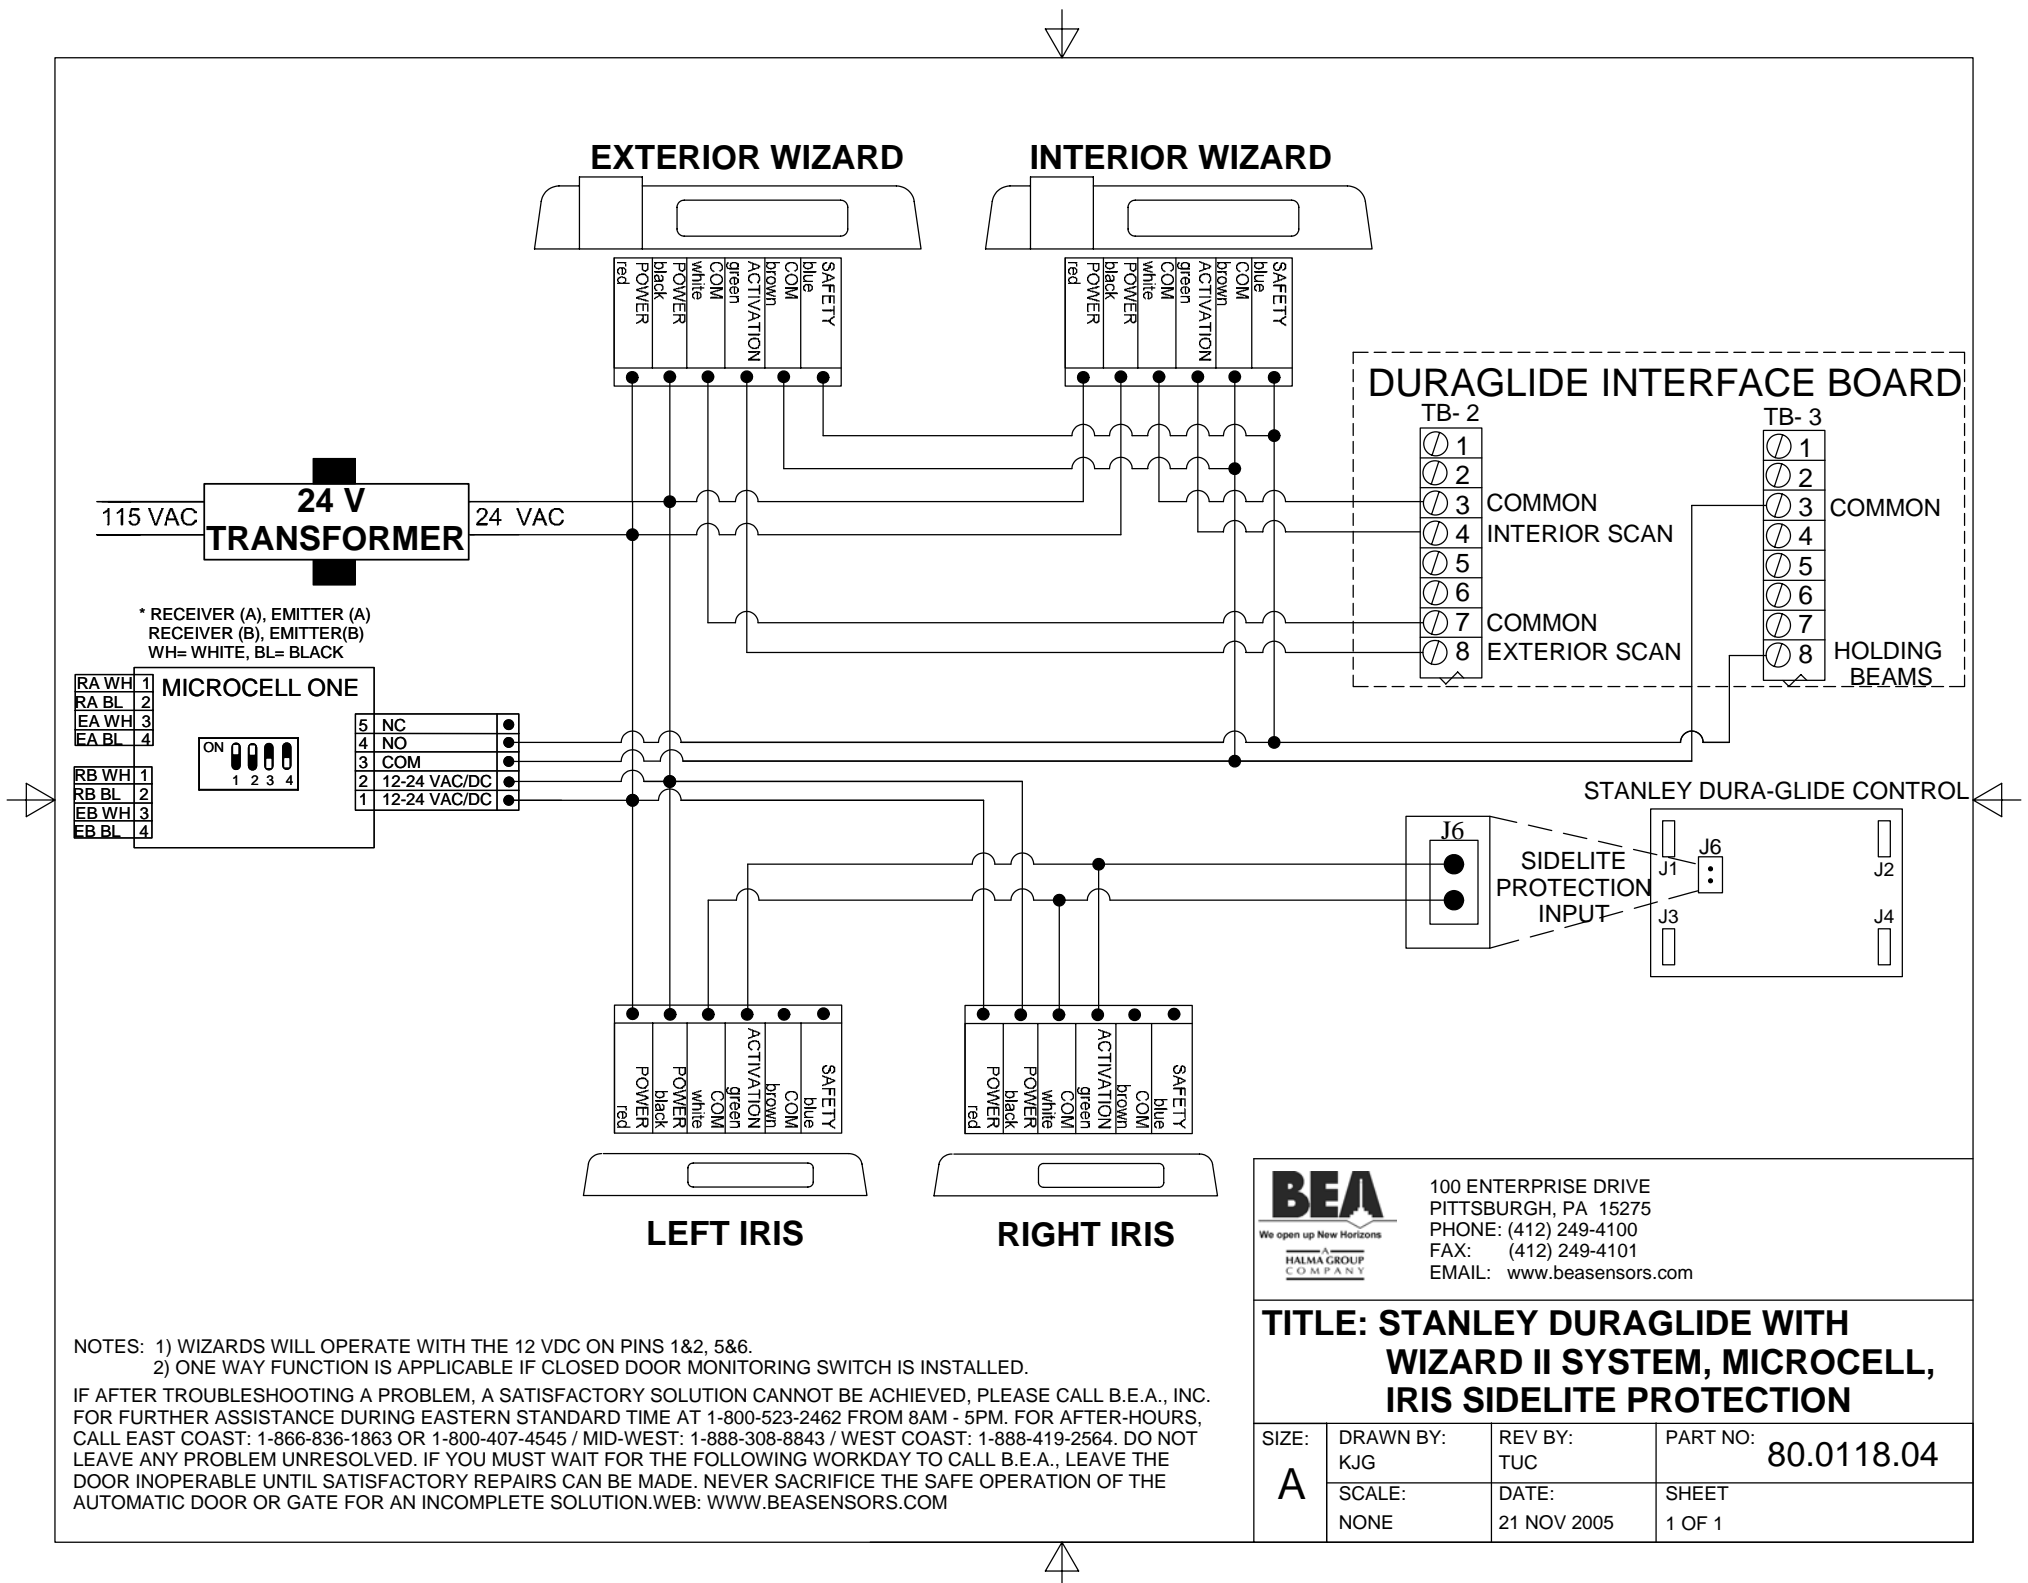 EXTERIOR WIZARD
INTERIOR WIZARD
red
POWER
black
POWER
white
COM
green
ACTIVATION
brown
COM
blue
SAFETY
red
POWER
black
POWER
white
COM
green
ACTIVATION
brown
COM
blue
SAFETY
DURAGLIDE INTERFACE BOARD
TB- 2
1
2
3 COMMON
4 INTERIOR SCAN
5
6
7 COMMON
8 EXTERIOR SCAN
TB- 3
1
2
3 COMMON
4
5
6
7
8 HOLDING
BEAMS
115 VAC
24 V
TRANSFORMER
24 VAC
* RECEIVER (A), EMITTER (A)
RECEIVER (B), EMITTER(B)
WH= WHITE, BL= BLACK
MICROCELL ONE
RA WH 1
RA BL 2
EA WH 3
EA BL 4
RB WH 1
RB BL 2
EB WH 3
EB BL 4
ON
1 2 3 4
5 NC
4 NO
3 COM
2 12-24 VAC/DC
1 12-24 VAC/DC
STANLEY DURA-GLIDE CONTROL
J6
SIDELITE
PROTECTION
INPUT
J1
J6
J2
J3
J4
red
POWER
black
POWER
white
COM
green
ACTIVATION
brown
COM
blue
SAFETY
red
POWER
black
POWER
white
COM
green
ACTIVATION
brown
COM
blue
SAFETY
LEFT IRIS
RIGHT IRIS
BEA
We open up New Horizons
A
HALMA GROUP
COMPANY
100 ENTERPRISE DRIVE
PITTSBURGH, PA 15275
PHONE: (412) 249-4100
FAX: (412) 249-4101
EMAIL: www.beasensors.com
TITLE: STANLEY DURAGLIDE WITH
WIZARD II SYSTEM, MICROCELL,
IRIS SIDELITE PROTECTION
SIZE:
A
DRAWN BY:
KJG
REV BY:
TUC
PART NO: 80.0118.04
SCALE:
NONE
DATE:
21 NOV 2005
SHEET
1 OF 1
NOTES: 1) WIZARDS WILL OPERATE WITH THE 12 VDC ON PINS 1&2, 5&6.
2) ONE WAY FUNCTION IS APPLICABLE IF CLOSED DOOR MONITORING SWITCH IS INSTALLED.
IF AFTER TROUBLESHOOTING A PROBLEM, A SATISFACTORY SOLUTION CANNOT BE ACHIEVED, PLEASE CALL B.E.A., INC.
FOR FURTHER ASSISTANCE DURING EASTERN STANDARD TIME AT 1-800-523-2462 FROM 8AM - 5PM. FOR AFTER-HOURS,
CALL EAST COAST: 1-866-836-1863 OR 1-800-407-4545 / MID-WEST: 1-888-308-8843 / WEST COAST: 1-888-419-2564. DO NOT
LEAVE ANY PROBLEM UNRESOLVED. IF YOU MUST WAIT FOR THE FOLLOWING WORKDAY TO CALL B.E.A., LEAVE THE
DOOR INOPERABLE UNTIL SATISFACTORY REPAIRS CAN BE MADE. NEVER SACRIFICE THE SAFE OPERATION OF THE
AUTOMATIC DOOR OR GATE FOR AN INCOMPLETE SOLUTION.WEB: WWW.BEASENSORS.COM